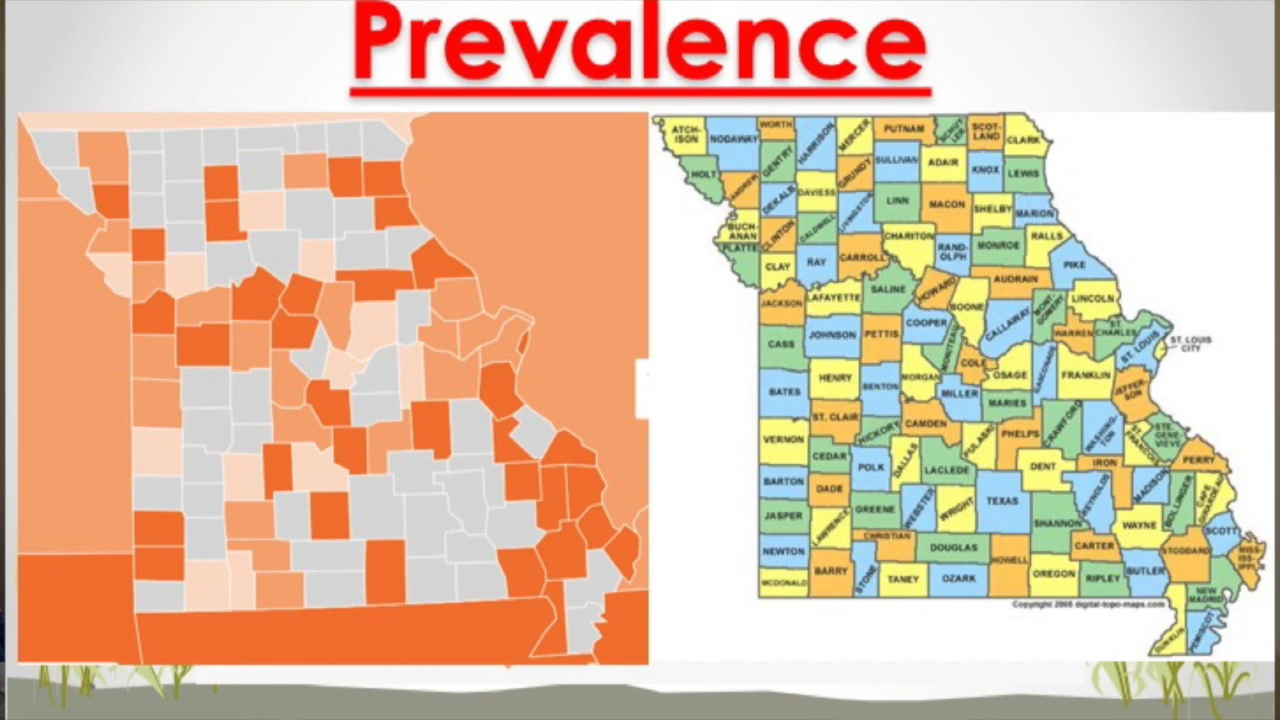 Prevalence
ATCH-
ISON
NODAWAY
WORTH
HARRISON
MERCER
PUTNAM
SCHUY
LER
SCOT-
LAND
CLARK
HOLT
GENTRY
GRUNDY
SULLIVAN
ADAIR
KNOX
LEWIS
ANDREW
DEKALB
DAVIESS
LIVINGSTON
LINN
MACON
SHELBY
MARION
BUCH-
ANAN
CLINTON
CALDWELL
CHARITON
RAND-
OLPH
MONROE
RALLS
PLATTE
CLAY
RAY
CARROLL
PIKE
SALINE
HOWARD
AUDRAIN
JACKSON
LAFAYETTE
BOONE
MONT-
GOMERY
LINCOLN
CASS
JOHNSON
PETTIS
COOPER
MONITEAU
CALLAWAY
WARREN
ST.
CHARLES
ST. LOUIS
ST. LOUIS
CITY
COLE
OSAGE
GASCONADE
FRANKLIN
BATES
HENRY
BENTON
MORGAN
MILLER
MARIES
JEFFER-
SON
ST. CLAIR
HICKORY
CAMDEN
PULASKI
PHELPS
CRAWFORD
WASHING-
TON
ST.
FRANCOIS
STE.
GENE-
VIEVE
VERNON
CEDAR
POLK
DALLAS
LACLEDE
DENT
IRON
PERRY
BARTON
DADE
WEBSTER
WRIGHT
TEXAS
REYNOLDS
MADISON
BOLLINGER
CAPE
GIRARDEAU
JASPER
LAWRENCE
GREENE
SHANNON
WAYNE
SCOTT
NEWTON
CHRISTIAN
DOUGLAS
HOWELL
CARTER
STODDARD
MISS-
ISS-
IPPI
MCDONALD
BARRY
STONE
TANEY
OZARK
OREGON
RIPLEY
BUTLER
NEW
MADRID
Copyright 2005 digital-topo-maps.com
DUNKLIN
PEMISCOT